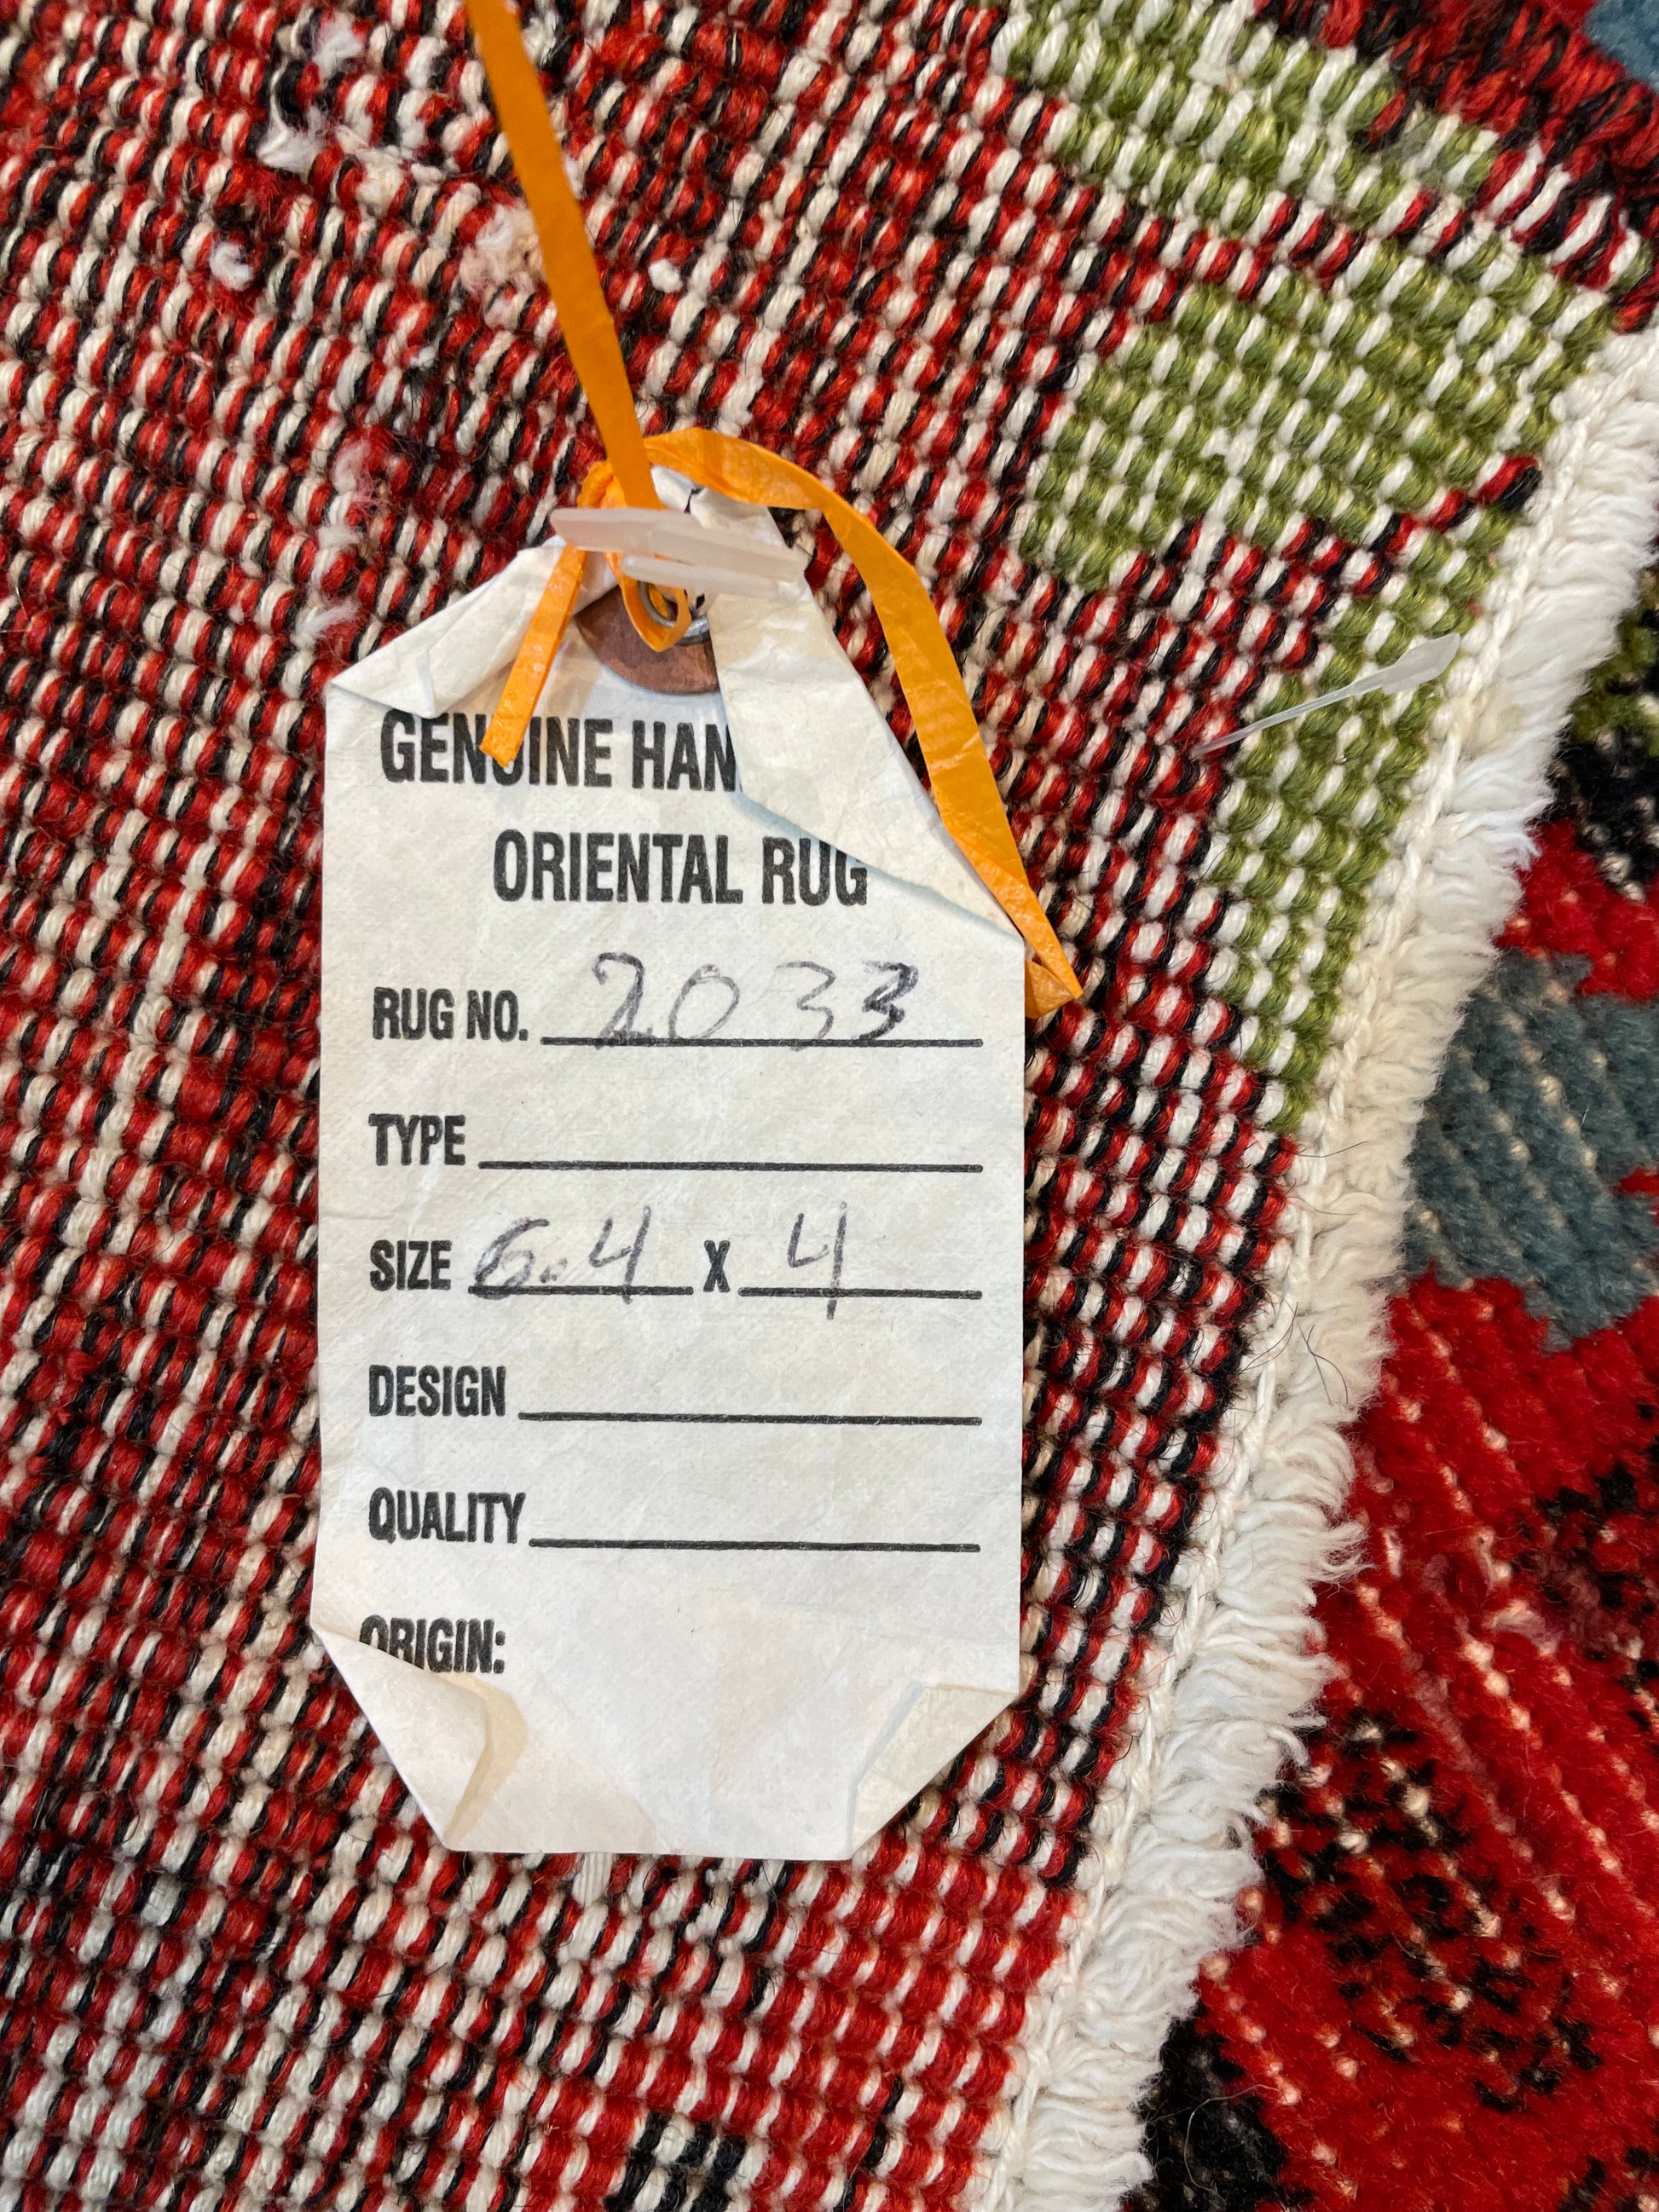 GENUINE HAN
ORIENTAL RUG
RUG NO. 2033
TYPE
SIZE 6.4 X 4
DESIGN
QUALITY
ORIGIN: